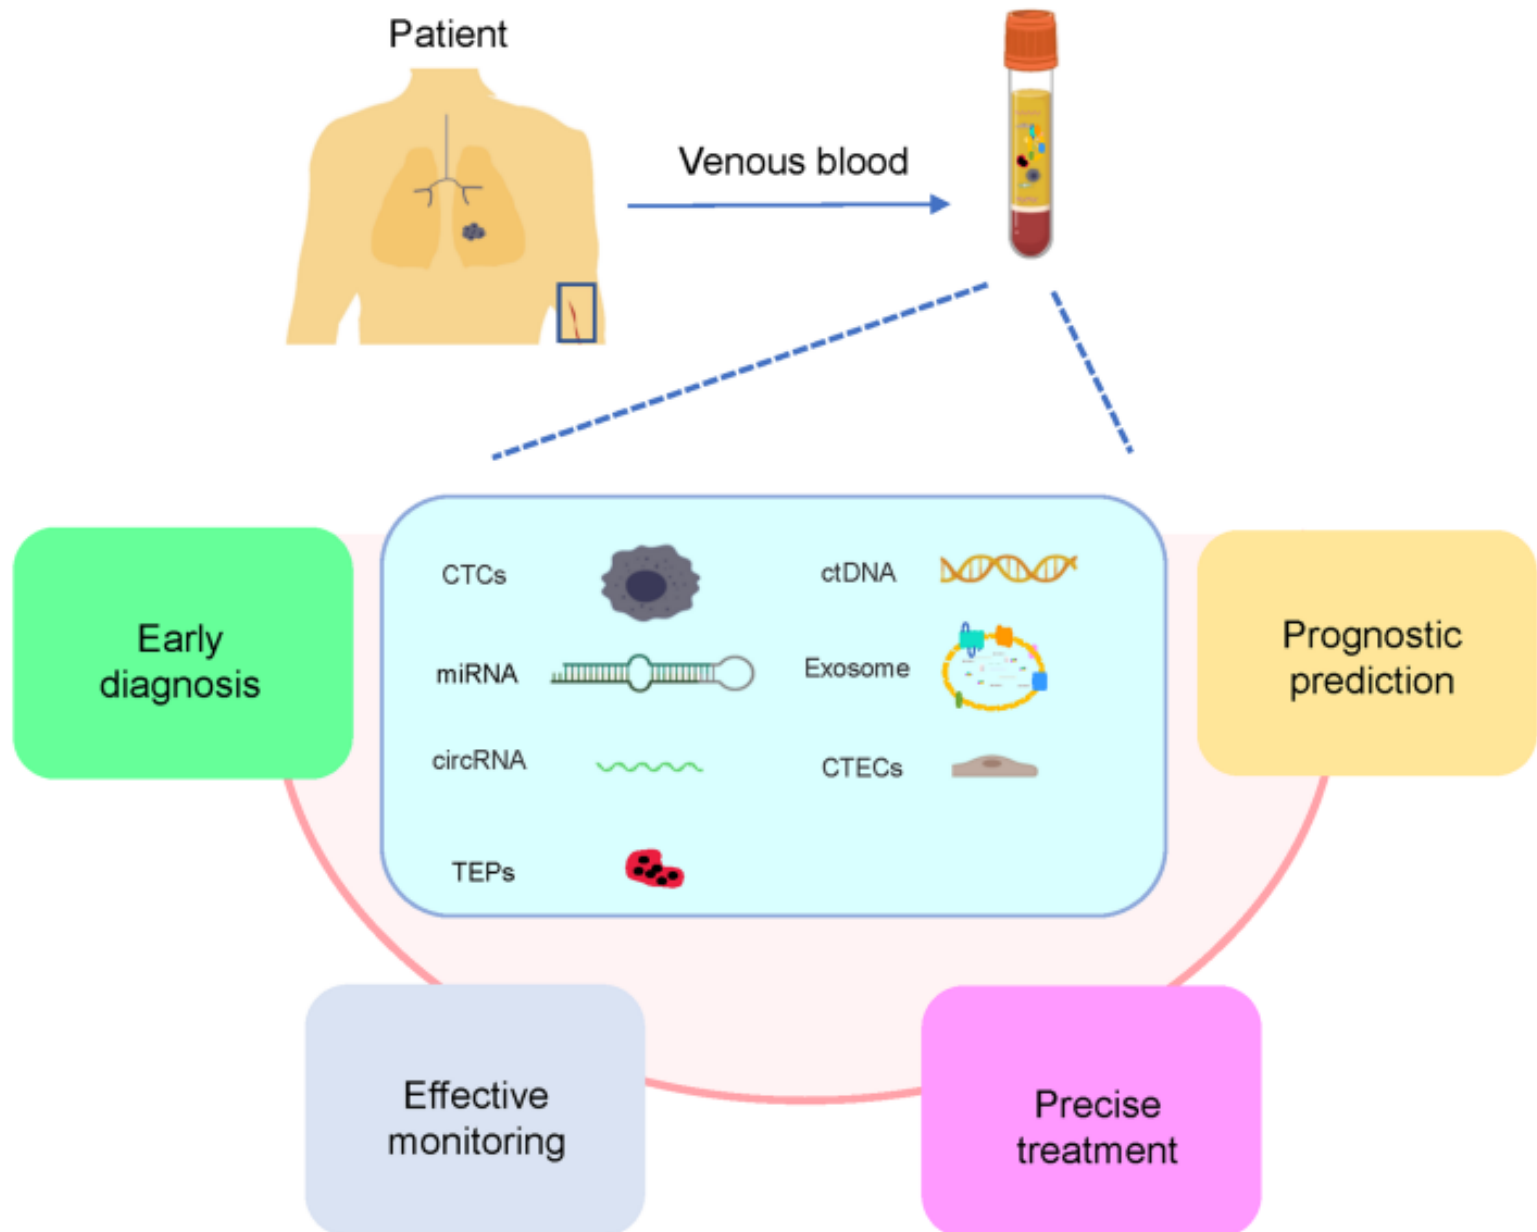 Patient
Venous blood
CTCs
ctDNA
miRNA
Exosome
circRNA
CTECs
TEPs
Early
diagnosis
Prognostic
prediction
Effective
monitoring
Precise
treatment